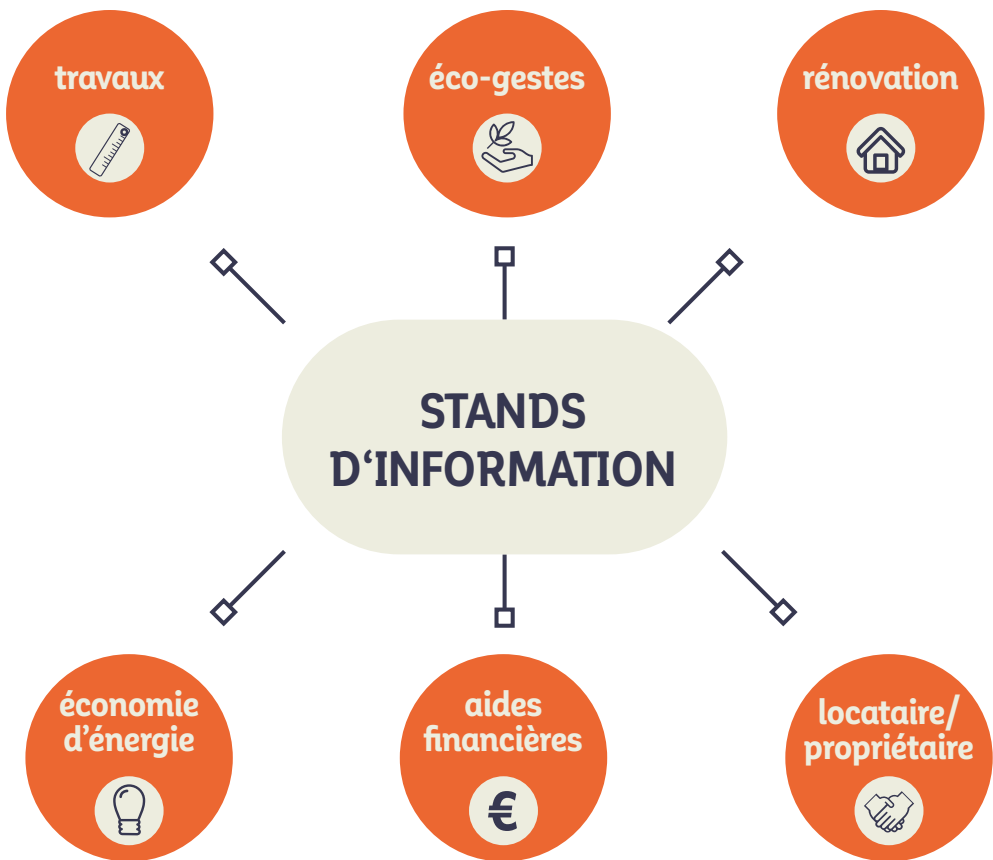 travaux
éco-gestes
rénovation
STANDS
D‘INFORMATION
économie
d’énergie
aides
financières
€
locataire/
propriétaire